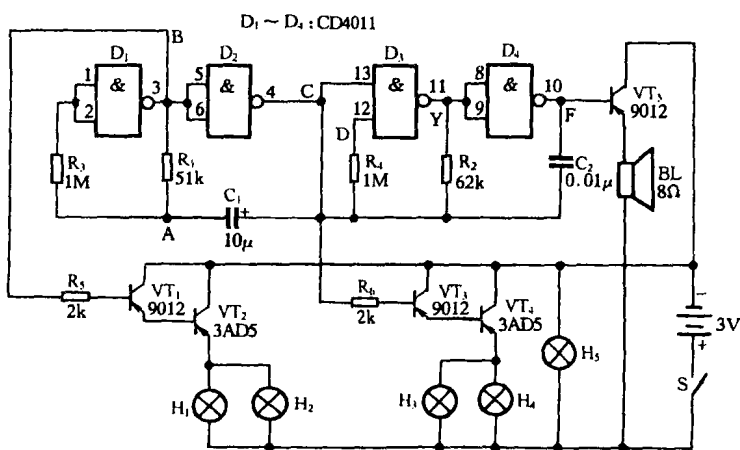 D₁ ~ D₄ : CD4011
B
D₁
D₂
D₃
D₄
1
&
3
2
5
&
4
6
C
13
&
11
12
8
&
10
9
D
Y
F
VT₃
9012
R₃
1M
R₁
51k
R₄
1M
R₂
62k
C₂
0.01μ
BL
8Ω
A
C₁
+
10μ
R₅
2k
VT₁
9012
VT₂
3AD5
R₆
2k
VT₃
9012
VT₄
3AD5
H₁
H₂
H₃
H₄
H₅
−
3V
+
S